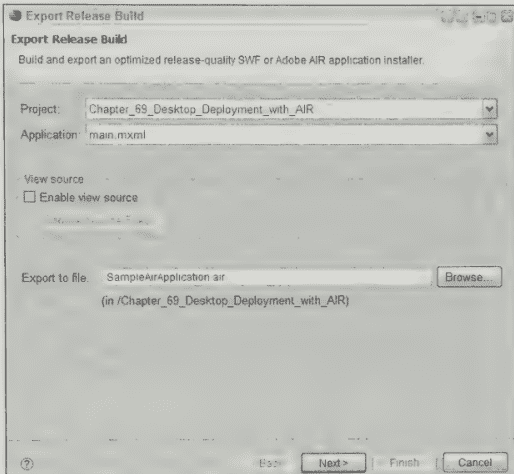 Export Release Build
Export Release Build
Build and export an optimized release-quality SWF or Adobe AIR application installer.
Project: Chapter_69_Desktop_Deployment_with_AIR
Application: main.mxml
View source
Enable view source
Export to file: SampleAirApplication.air Browse...
(in /Chapter_69_Desktop_Deployment_with_AIR)
? Next > Finish Cancel